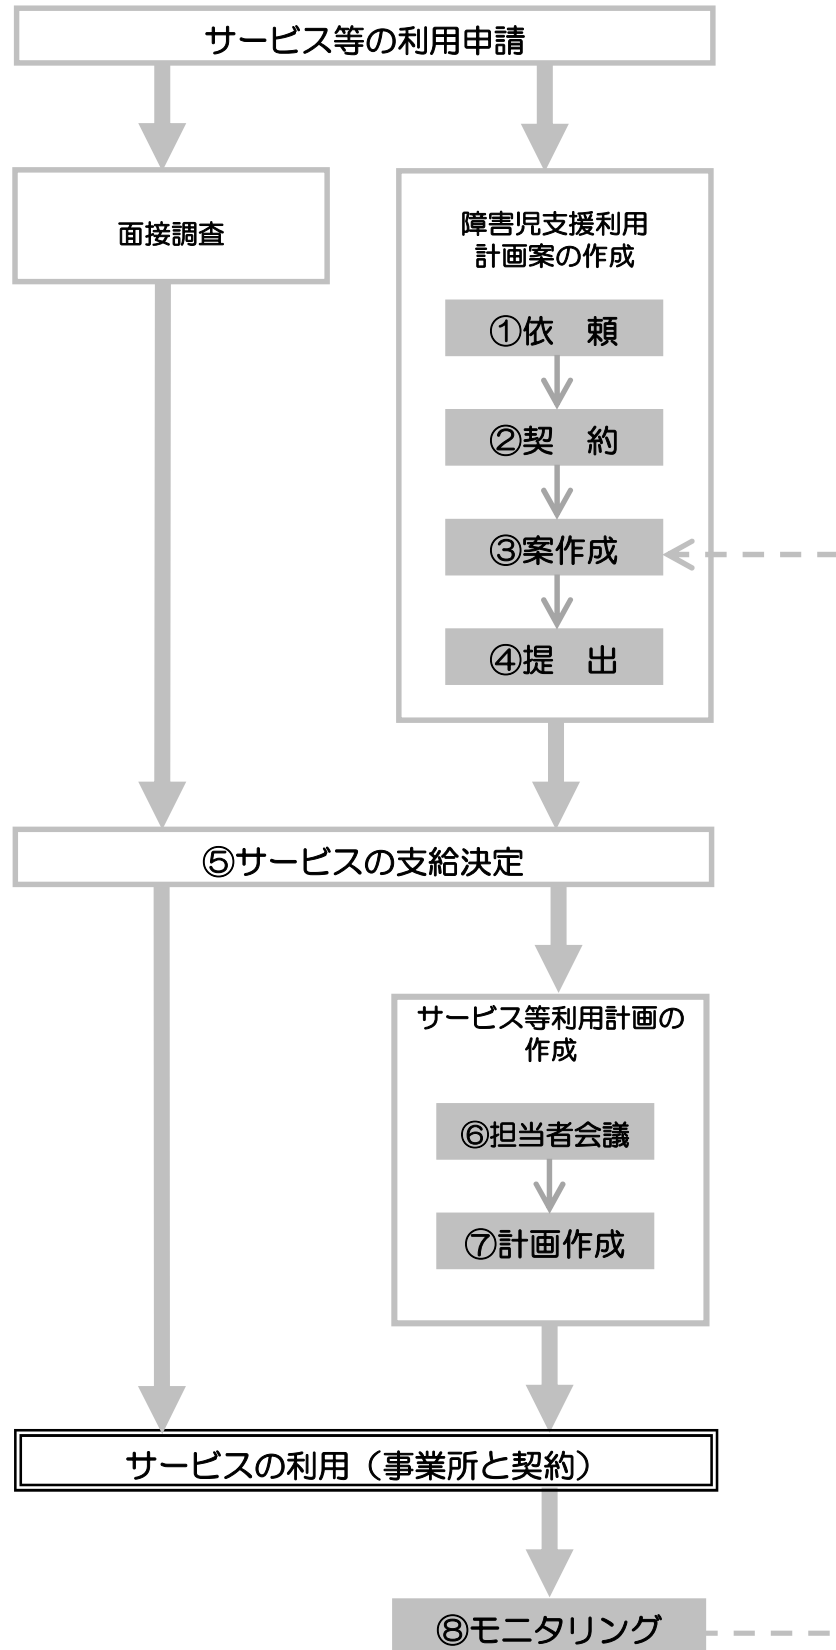 サービス等の利用申請
面接調査
障害児支援利用
計画案の作成
①依　頼
②契　約
③案作成
④提　出
⑤サービスの支給決定
サービス等利用計画の
作成
⑥担当者会議
⑦計画作成
サービスの利用（事業所と契約）
⑧モニタリング